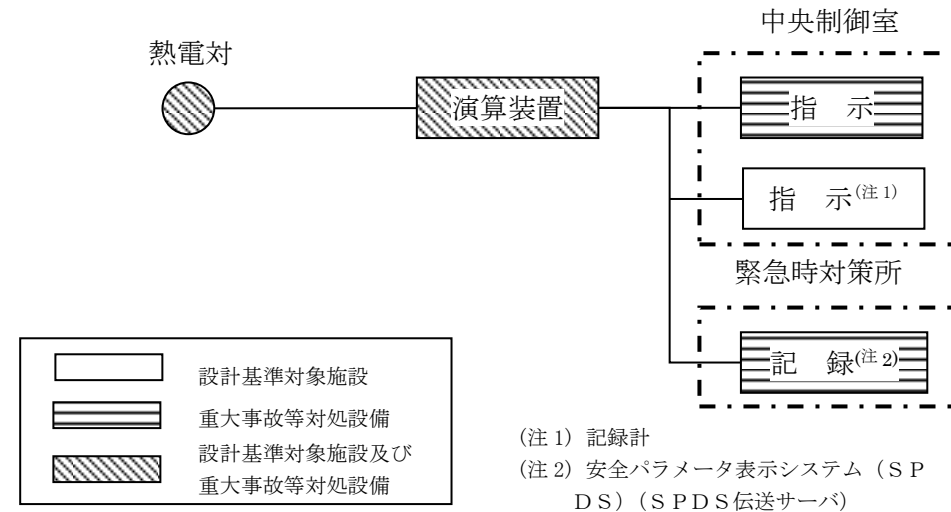 中央制御室
熱電対
演算装置
指　示
指　示(注1)
緊急時対策所
記　録(注2)
設計基準対象施設
重大事故等対処設備
設計基準対象施設及び
重大事故等対処設備
(注1) 記録計
(注2) 安全パラメータ表示システム（ＳＰ
ＤＳ）（ＳＰＤＳ伝送サーバ）